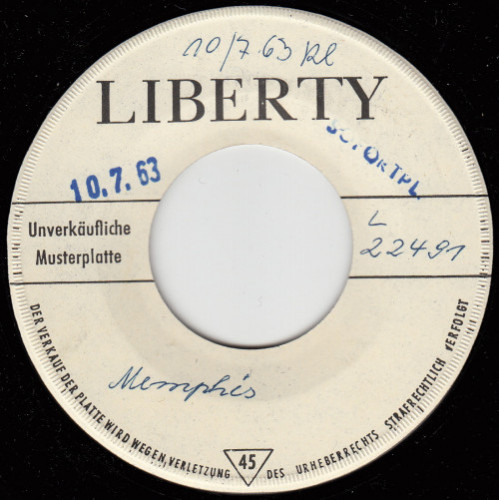 10/7.63 Kl
LIBERTY
10.7.63
SOFORTPL
Unverkäufliche
Musterplatte
L
22491
Memphis
DER VERKAUF DER PLATTE WIRD WEGEN VERLETZUNG 45 DES URHEBERRECHTS STRAFRECHTLICH VERFOLGT